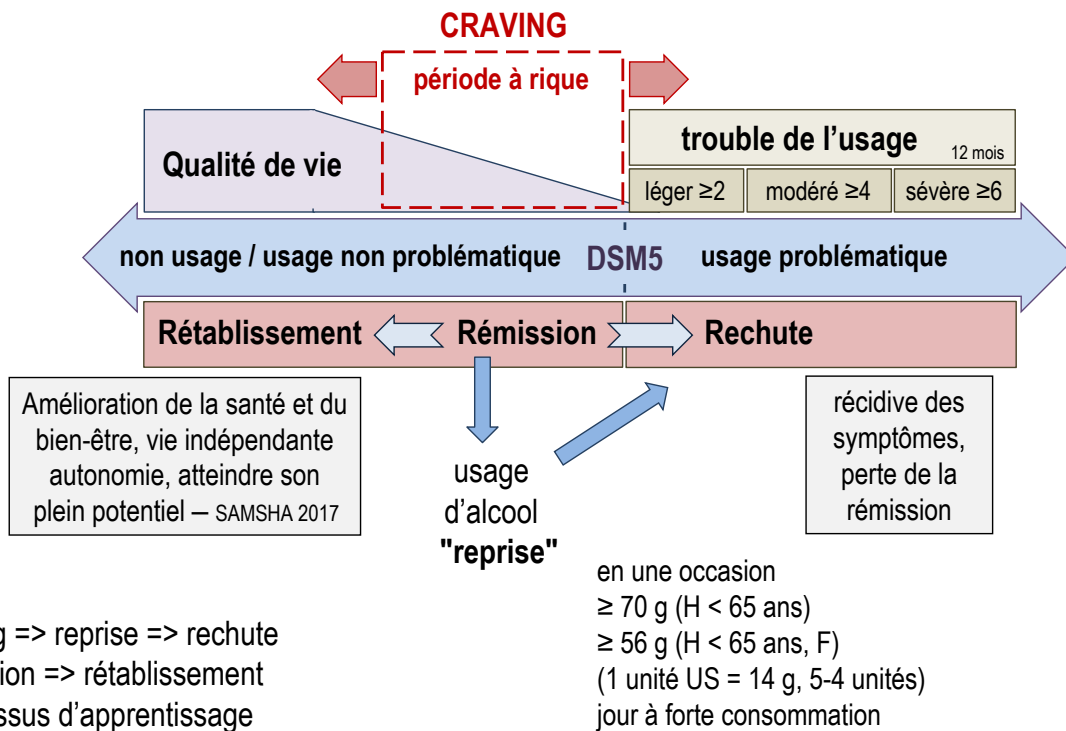 CRAVING
période à rique
Qualité de vie
trouble de l'usage 12 mois
léger ≥2 modéré ≥4 sévère ≥6
non usage / usage non problématique DSM5 usage problématique
Rétablissement Rémission Rechute
Amélioration de la santé et du
bien-être, vie indépendante
autonomie, atteindre son
plein potentiel – SAMSHA 2017
usage
d'alcool
"reprise"
récidive des
symptômes,
perte de la
rémission
en une occasion
≥ 70 g (H < 65 ans)
≥ 56 g (H < 65 ans, F)
(1 unité US = 14 g, 5-4 unités)
jour à forte consommation
g => reprise => rechute
ion => rétablissement
ssus d'apprentissage